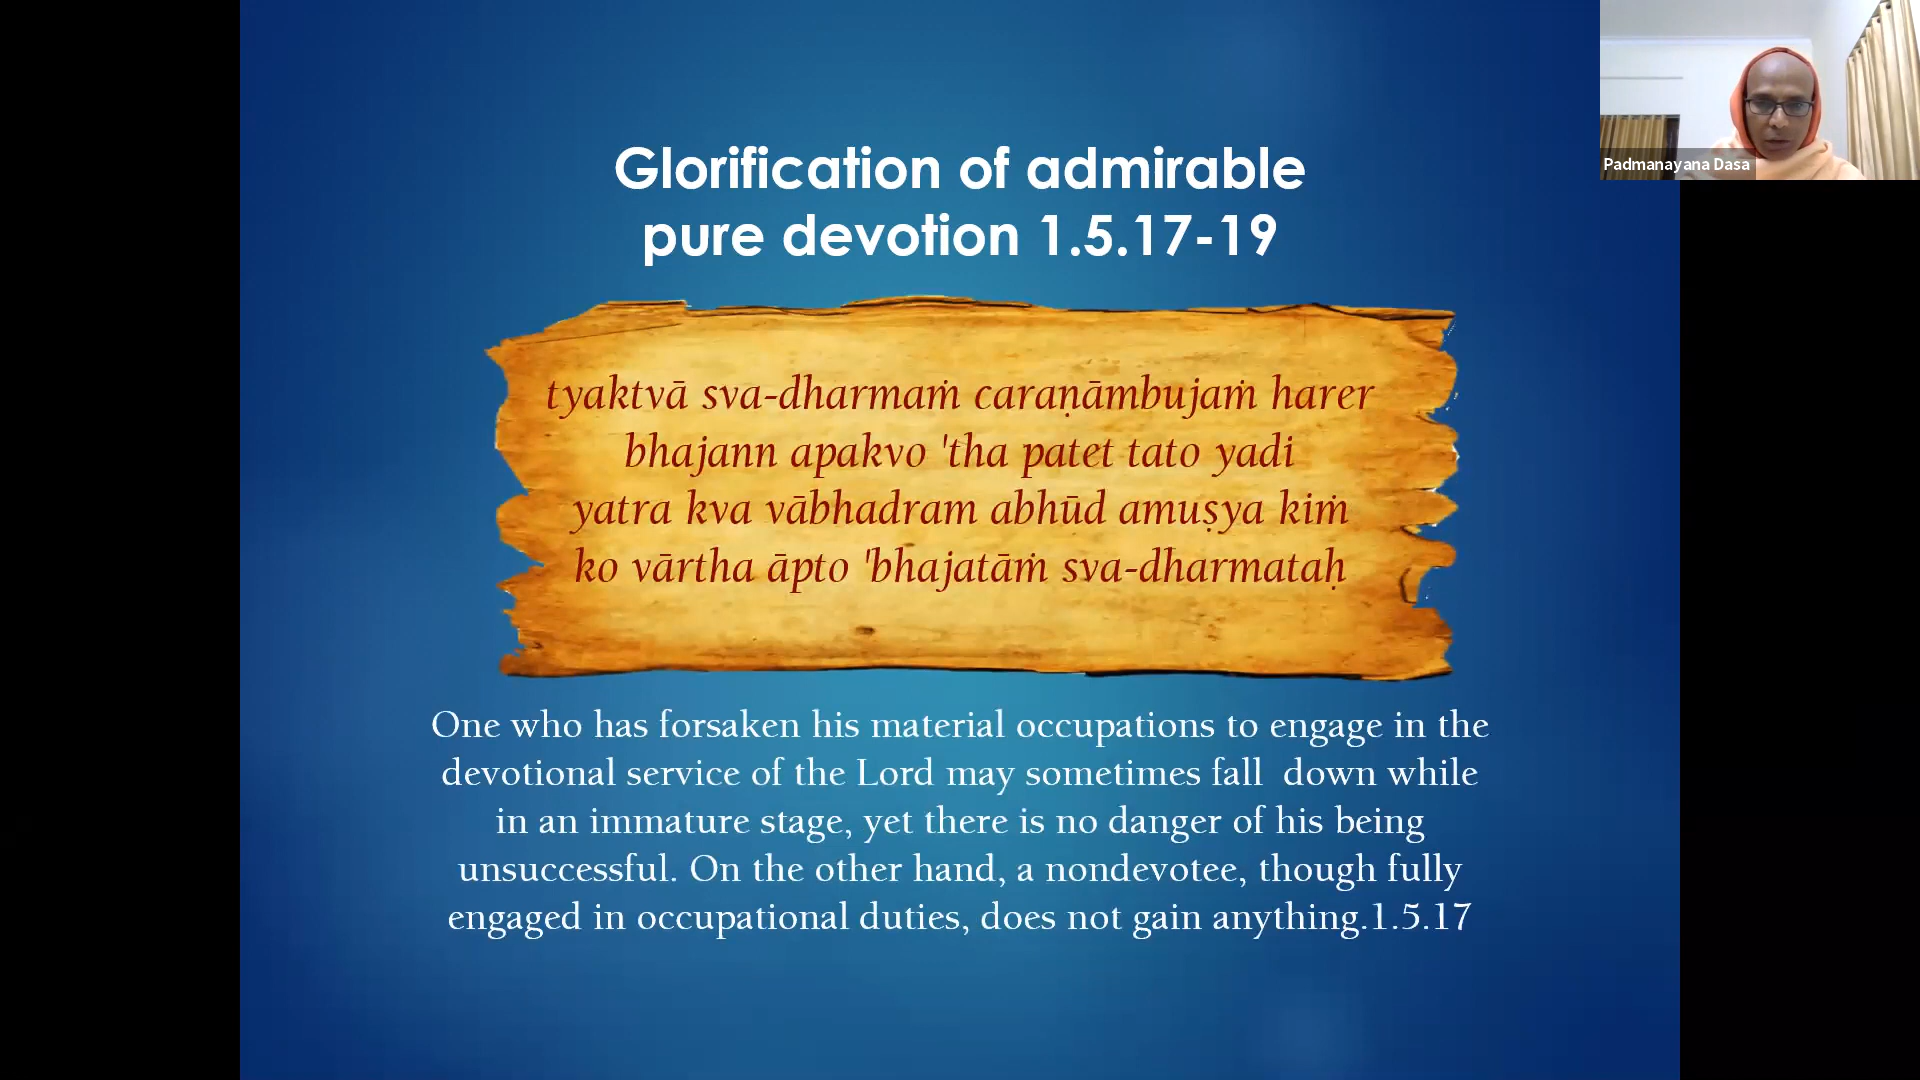 Glorification of admirable
pure devotion 1.5.17-19
tyaktvā sva-dharmaṁ caraṇāmbujaṁ harer
bhajann apakvo 'tha patet tato yadi
yatra kva vābhadram abhūd amuṣya kiṁ
ko vārtha āpto 'bhajatāṁ sva-dharmataḥ
One who has forsaken his material occupations to engage in the
devotional service of the Lord may sometimes fall  down while
in an immature stage, yet there is no danger of his being
unsuccessful. On the other hand, a nondevotee, though fully
engaged in occupational duties, does not gain anything.1.5.17
Padmanayana Dasa